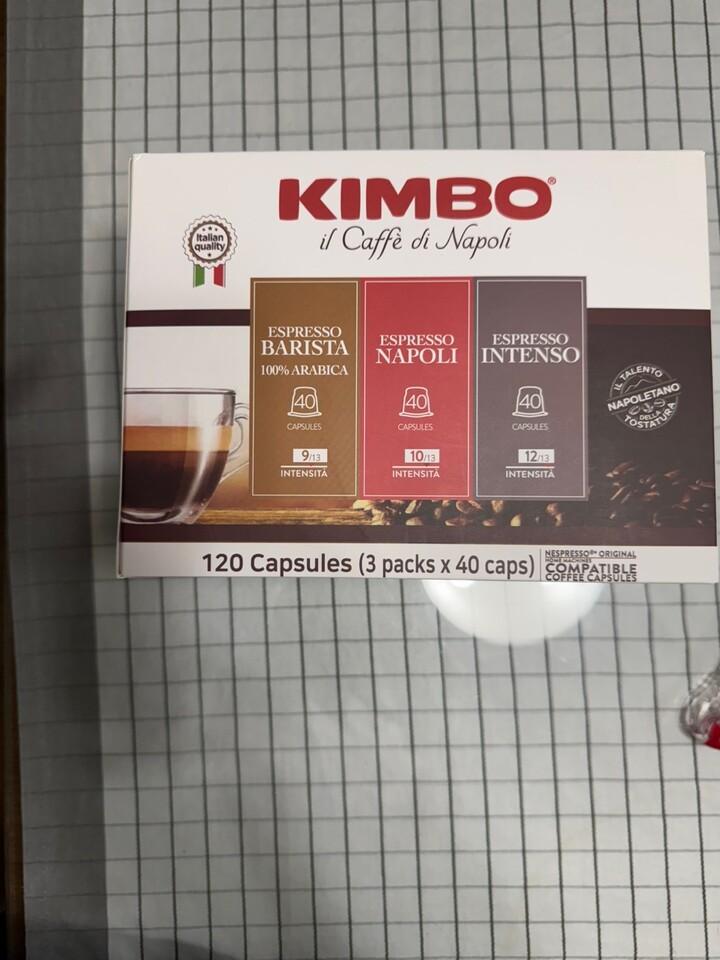 KIMBO®
il Caffè di Napoli
Italian
quality
ESPRESSO
BARISTA
100% ARABICA
40
CAPSULES
9/13
INTENSITÀ
ESPRESSO
NAPOLI
40
CAPSULES
10/13
INTENSITÀ
ESPRESSO
INTENSO
40
CAPSULES
12/13
INTENSITÀ
IL TALENTO
NAPOLETANO
DELLA
TOSTATURA
120 Capsules (3 packs x 40 caps)
NESPRESSO®* ORIGINAL
HOME MACHINES
COMPATIBLE
COFFEE CAPSULES